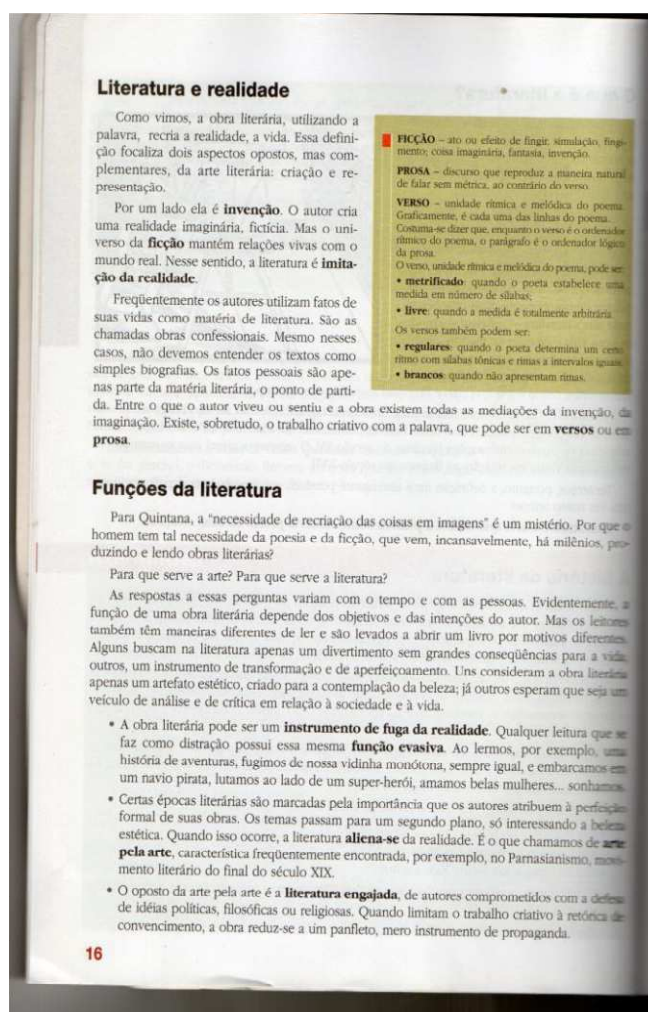 Literatura e realidade
Como vimos, a obra literária, utilizando a
palavra, recria a realidade, a vida. Essa defini-
ção focaliza dois aspectos opostos, mas com-
plementares, da arte literária: criação e re-
presentação.
Por um lado ela é invenção. O autor cria
uma realidade imaginária, fictícia. Mas o uni-
verso da ficção mantém relações vivas com o
mundo real. Nesse sentido, a literatura é imita-
ção da realidade.
Freqüentemente os autores utilizam fatos de
suas vidas como matéria de literatura. São as
chamadas obras confessionais. Mesmo nesses
casos, não devemos entender os textos como
simples biografias. Os fatos pessoais são ape-
nas parte da matéria literária, o ponto de parti-
da. Entre o que o autor viveu ou sentiu e a obra existem todas as mediações da invenção, da
imaginação. Existe, sobretudo, o trabalho criativo com a palavra, que pode ser em versos ou em
prosa.
FICÇÃO – ato ou efeito de fingir, simulação, fingi-
mento; coisa imaginária, fantasia, invenção.
PROSA – discurso que reproduz a maneira natural
de falar sem métrica, ao contrário do verso.
VERSO – unidade rítmica e melódica do poema.
Graficamente, é cada uma das linhas do poema.
Costuma-se dizer que, enquanto o verso é o ordenador
rítmico do poema, o parágrafo é o ordenador lógico
da prosa.
O verso, unidade rítmica e melódica do poema, pode ser:
• metrificado: quando o poeta estabelece uma
medida em número de sílabas;
• livre: quando a medida é totalmente arbitrária.
Os versos também podem ser:
• regulares: quando o poeta determina um certo
ritmo com sílabas tônicas e rimas a intervalos iguais;
• brancos: quando não apresentam rimas.
Funções da literatura
Para Quintana, a "necessidade de recriação das coisas em imagens" é um mistério. Por que o
homem tem tal necessidade da poesia e da ficção, que vem, incansavelmente, há milênios, pro-
duzindo e lendo obras literárias?
Para que serve a arte? Para que serve a literatura?
As respostas a essas perguntas variam com o tempo e com as pessoas. Evidentemente, a
função de uma obra literária depende dos objetivos e das intenções do autor. Mas os leitores
também têm maneiras diferentes de ler e são levados a abrir um livro por motivos diferentes.
Alguns buscam na literatura apenas um divertimento sem grandes conseqüências para a vida;
outros, um instrumento de transformação e de aperfeiçoamento. Uns consideram a obra literária
apenas um artefato estético, criado para a contemplação da beleza; já outros esperam que seja um
veículo de análise e de crítica em relação à sociedade e à vida.
• A obra literária pode ser um instrumento de fuga da realidade. Qualquer leitura que se
faz como distração possui essa mesma função evasiva. Ao lermos, por exemplo, uma
história de aventuras, fugimos de nossa vidinha monótona, sempre igual, e embarcamos em
um navio pirata, lutamos ao lado de um super-herói, amamos belas mulheres... sonhamos.
• Certas épocas literárias são marcadas pela importância que os autores atribuem à perfeição
formal de suas obras. Os temas passam para um segundo plano, só interessando a beleza
estética. Quando isso ocorre, a literatura aliena-se da realidade. É o que chamamos de arte
pela arte, característica freqüentemente encontrada, por exemplo, no Parnasianismo, movi-
mento literário do final do século XIX.
• O oposto da arte pela arte é a literatura engajada, de autores comprometidos com a defesa
de idéias políticas, filosóficas ou religiosas. Quando limitam o trabalho criativo à retórica de
convencimento, a obra reduz-se a um panfleto, mero instrumento de propaganda.
16